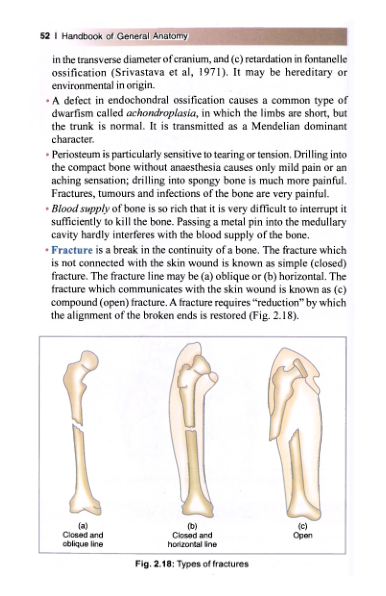 52 I Handbook of General Anatomy
in the transverse diameter of cranium, and (c) retardation in fontanelle
ossification (Srivastava et al, 1971). It may be hereditary or
environmental in origin.
• A defect in endochondral ossification causes a common type of
dwarfism called achondroplasia, in which the limbs are short, but
the trunk is normal. It is transmitted as a Mendelian dominant
character.
• Periosteum is particularly sensitive to tearing or tension. Drilling into
the compact bone without anaesthesia causes only mild pain or an
aching sensation; drilling into spongy bone is much more painful.
Fractures, tumours and infections of the bone are very painful.
• Blood supply of bone is so rich that it is very difficult to interrupt it
sufficiently to kill the bone. Passing a metal pin into the medullary
cavity hardly interferes with the blood supply of the bone.
• Fracture is a break in the continuity of a bone. The fracture which
is not connected with the skin wound is known as simple (closed)
fracture. The fracture line may be (a) oblique or (b) horizontal. The
fracture which communicates with the skin wound is known as (c)
compound (open) fracture. A fracture requires “reduction” by which
the alignment of the broken ends is restored (Fig. 2.18).
(a)
Closed and
oblique line
(b)
Closed and
horizontal line
(c)
Open
Fig. 2.18: Types of fractures